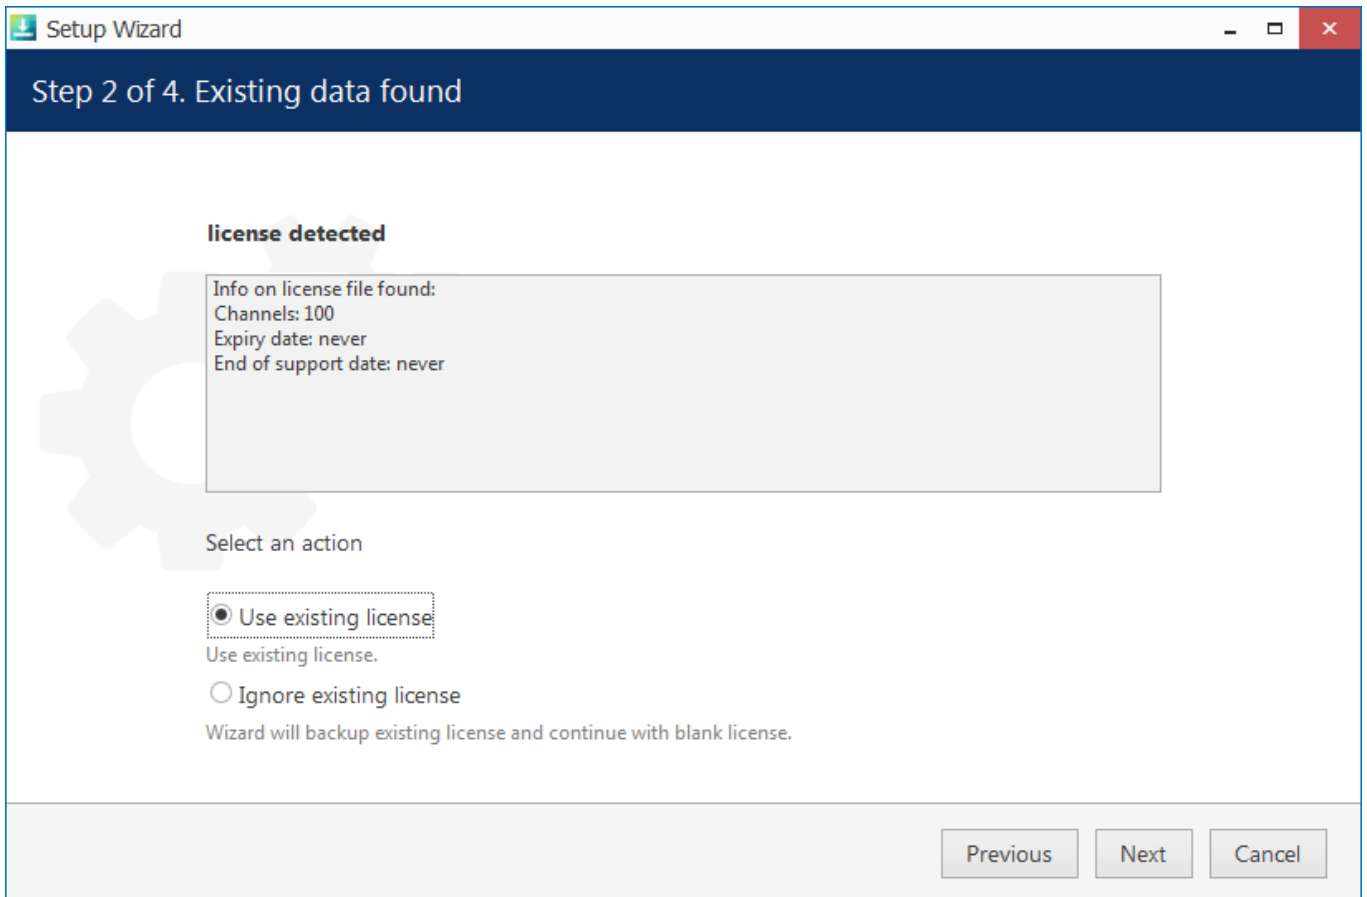 Setup Wizard
Step 2 of 4. Existing data found
license detected
Info on license file found:
Channels: 100
Expiry date: never
End of support date: never
Select an action
Use existing license
Use existing license.
Ignore existing license
Wizard will backup existing license and continue with blank license.
Previous Next Cancel